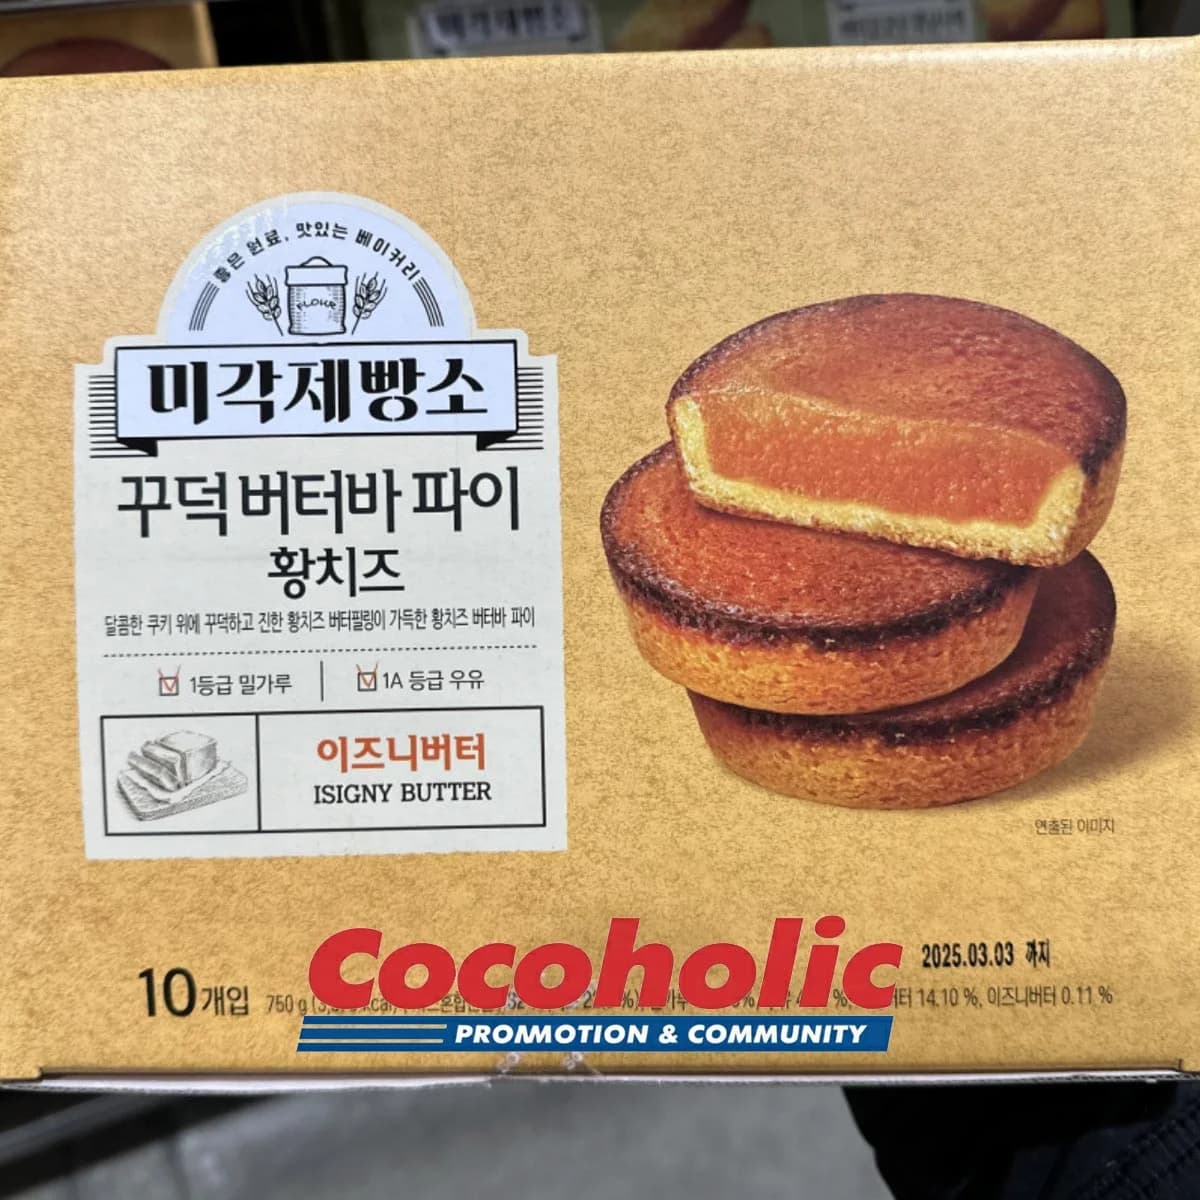 좋은 원료, 맛있는 베이커리
FLOUR
미각제빵소
꾸덕 버터바 파이
황치즈
달콤한 쿠키 위에 꾸덕하고 진한 황치즈 버터필링이 가득한 황치즈 버터바 파이
1등급 밀가루
1A 등급 우유
이즈니버터
ISIGNY BUTTER
연출된 이미지
2025.03.03 까지
10개입 750 g 14.10 %, 이즈니버터 0.11 %
Cocoholic
PROMOTION & COMMUNITY